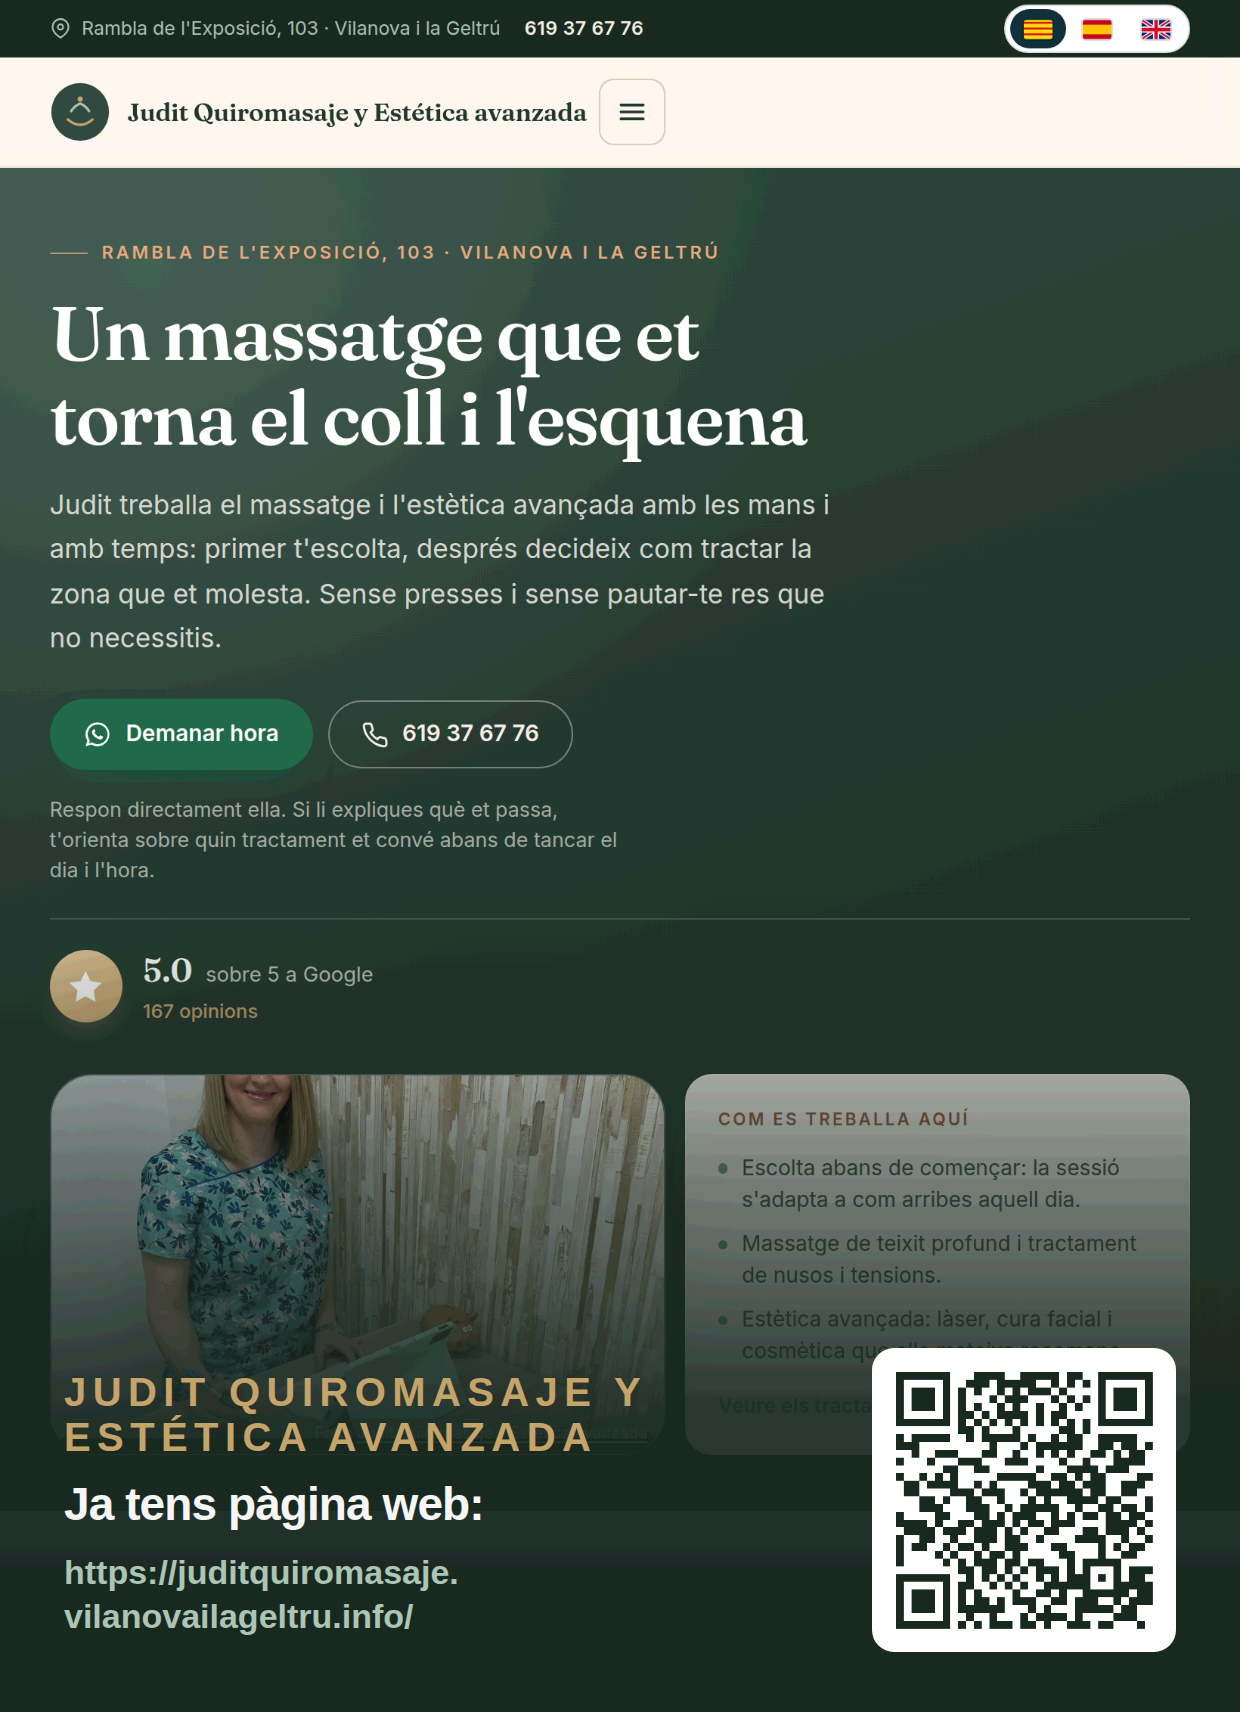 Rambla de l'Exposició, 103 · Vilanova i la Geltrú 619 37 67 76
Judit Quiromasaje y Estética avanzada
RAMBLA DE L'EXPOSICIÓ, 103 · VILANOVA I LA GELTRÚ
Un massatge que et
torna el coll i l'esquena
Judit treballa el massatge i l'estètica avançada amb les mans i
amb temps: primer t'escolta, després decideix com tractar la
zona que et molesta. Sense presses i sense pautar-te res que
no necessitis.
Demanar hora
619 37 67 76
Respon directament ella. Si li expliques què et passa,
t'orienta sobre quin tractament et convé abans de tancar el
dia i l'hora.
5.0 sobre 5 a Google
167 opinions
COM ES TREBALLA AQUÍ
Escolta abans de començar: la sessió
s'adapta a com arribes aquell dia.
Massatge de teixit profund i tractament
de nusos i tensions.
Estètica avançada: làser, cura facial i
cosmètica
Veure els
JUDIT QUIROMASAJE Y
ESTÉTICA AVANZADA
Ja tens pàgina web:
https://juditquiromasaje.
vilanovailageltru.info/